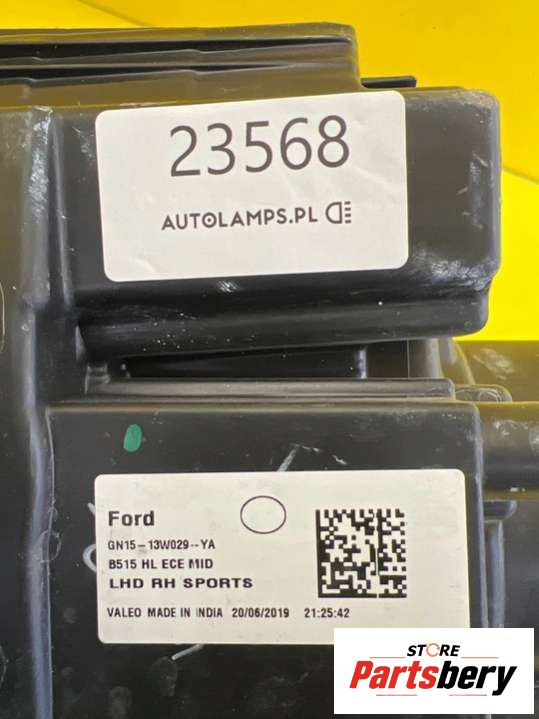 23568
AUTOLAMPS.PL
Ford
GN15-13W029--YA
B515 HL ECE MID
LHD RH SPORTS
VALEO MADE IN INDIA 20/06/2019 21:25:42
STORE
Partsbery